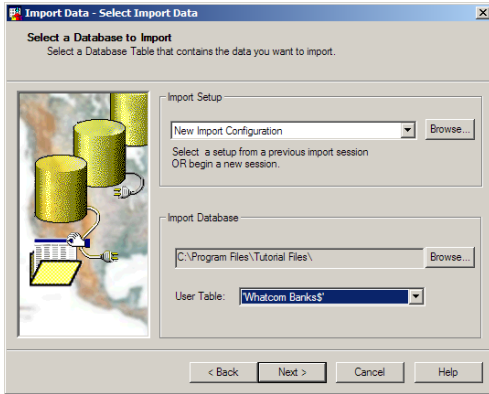 Import Data - Select Import Data
Select a Database to Import
Select a Database Table that contains the data you want to import.
Import Setup
New Import Configuration
Browse...
Select a setup from a previous import session
OR begin a new session.
Import Database
C:\Program Files\Tutorial Files\
Browse...
User Table:
'Whatcom Banks$'
< Back
Next >
Cancel
Help